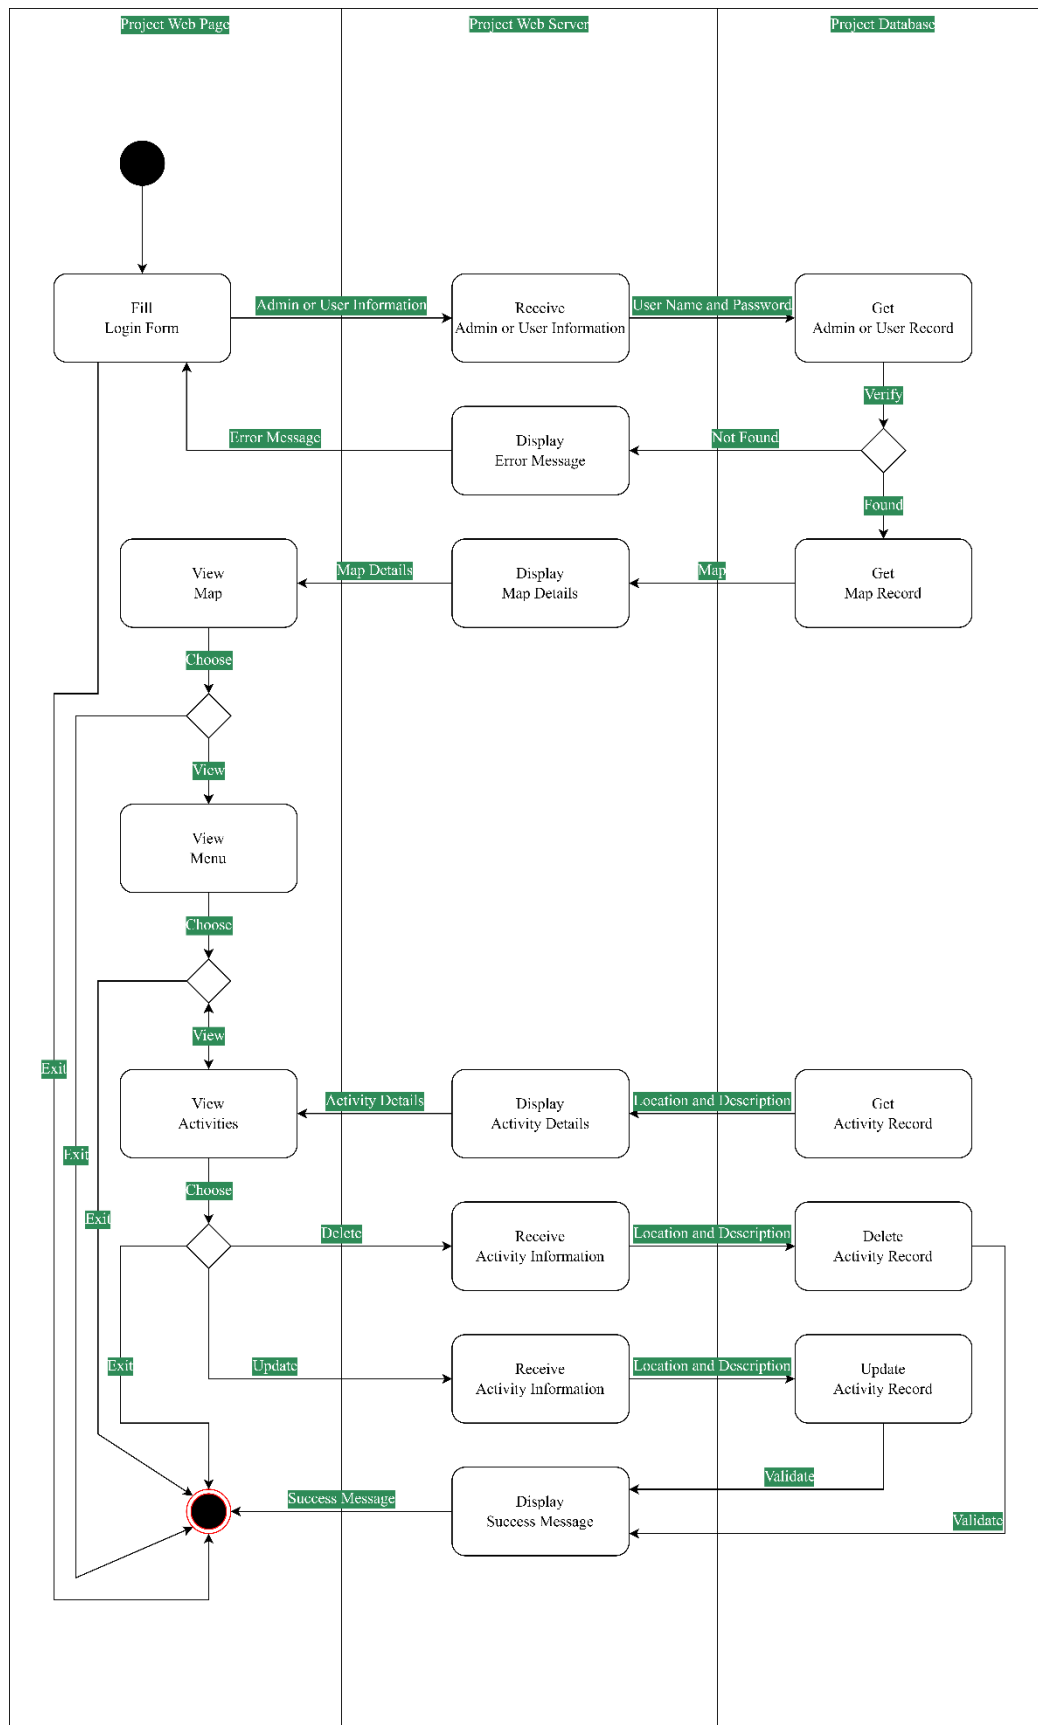 Project Web Page
Project Web Server
Project Database
Fill
Login Form
Admin or User Information
Receive
Admin or User Information
User Name and Password
Get
Admin or User Record
Verify
Error Message
Display
Error Message
Not Found
Found
View
Map
Map Details
Display
Map Details
Map
Get
Map Record
Choose
View
View
Menu
Choose
View
Exit
View
Activities
Activity Details
Display
Activity Details
Location and Description
Get
Activity Record
Exit
Choose
Exit
Delete
Receive
Activity Information
Location and Description
Delete
Activity Record
Exit
Update
Receive
Activity Information
Location and Description
Update
Activity Record
Validate
Success Message
Display
Success Message
Validate